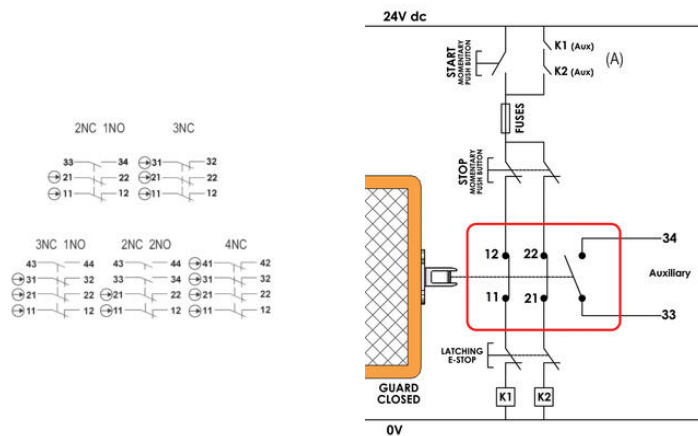 2NC 1NO
3NC
33 34
21 22
11 12
31 32
21 22
11 12
3NC 1NO
2NC 2NO
4NC
43 44
31 32
21 22
11 12
43 44
33 34
21 22
11 12
41 42
31 32
21 22
11 12
24V dc
START
MOMENTARY
PUSH BUTTON
K1 (Aux)
K2 (Aux)
(A)
FUSES
STOP
MOMENTARY
PUSH BUTTON
12 22
34
Auxiliary
11 21
33
LATCHING
E-STOP
GUARD
CLOSED
K1 K2
0V